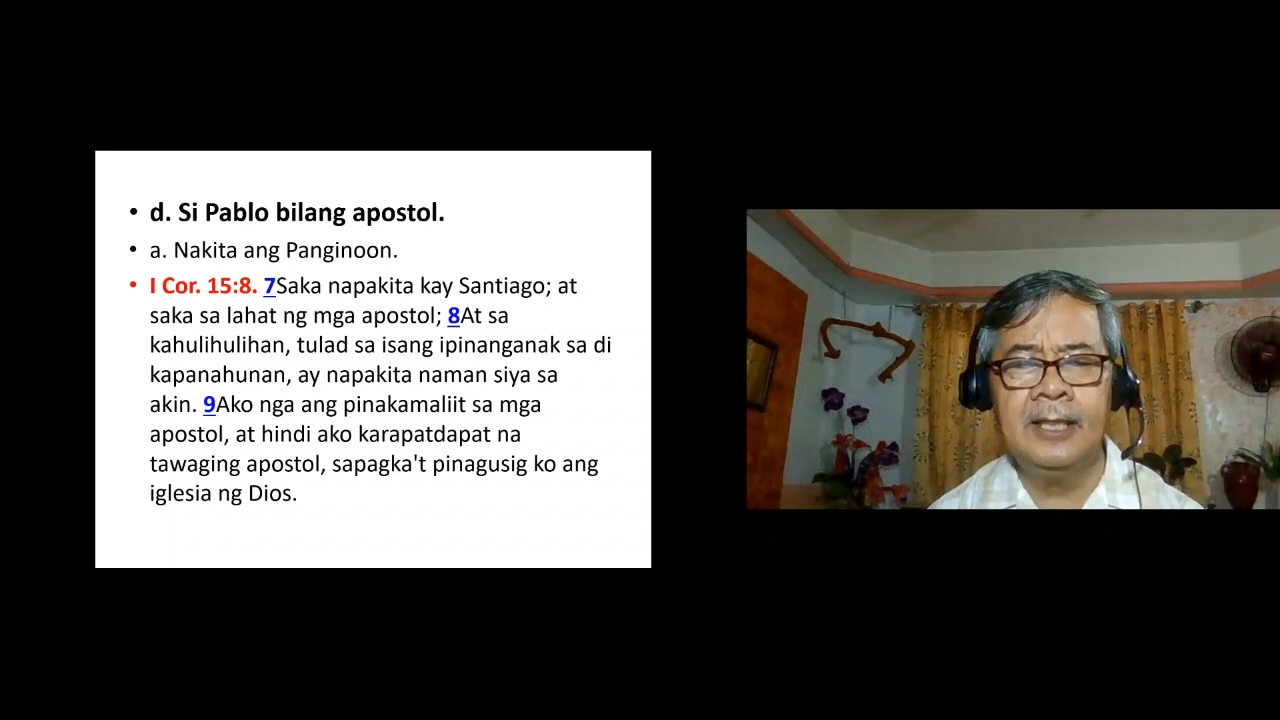 • d. Si Pablo bilang apostol.
• a. Nakita ang Panginoon.
• I Cor. 15:8. 7Saka napakita kay Santiago; at
saka sa lahat ng mga apostol; 8At sa
kahulihulihan, tulad sa isang ipinanganak sa di
kapanahunan, ay napakita naman siya sa
akin. 9Ako nga ang pinakamaliit sa mga
apostol, at hindi ako karapatdapat na
tawaging apostol, sapagka't pinagusig ko ang
iglesia ng Dios.